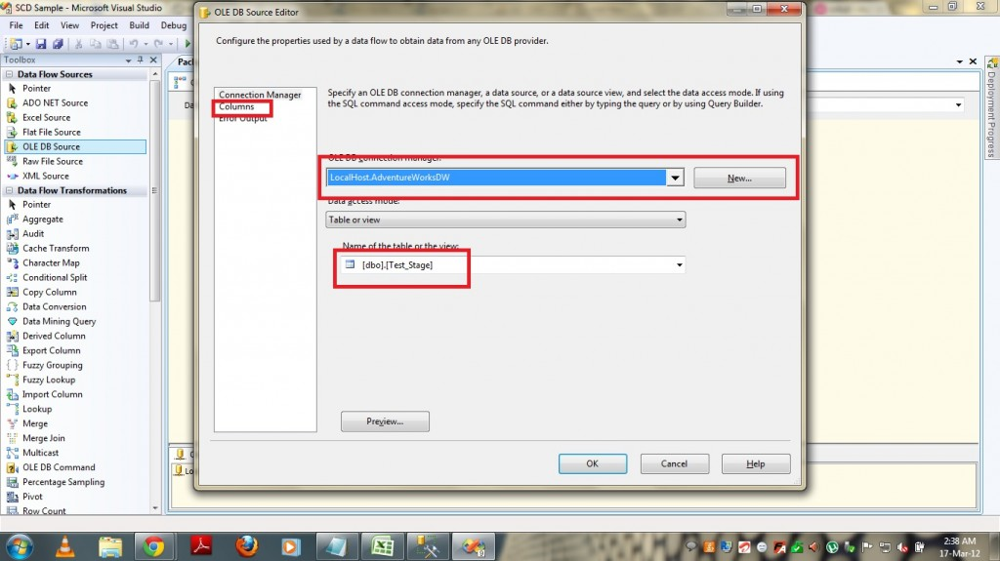 SCD Sample - Microsoft Visual Studio
File Edit View Project Build Debug
Toolbox
Data Flow Sources
Pointer
ADO NET Source
Excel Source
Flat File Source
OLE DB Source
Raw File Source
XML Source
Data Flow Transformations
Pointer
Aggregate
Audit
Cache Transform
Character Map
Conditional Split
Copy Column
Data Conversion
Data Mining Query
Derived Column
Export Column
Fuzzy Grouping
Fuzzy Lookup
Import Column
Lookup
Merge
Merge Join
Multicast
OLE DB Command
Percentage Sampling
Pivot
Row Count
OLE DB Source Editor
Configure the properties used by a data flow to obtain data from any OLE DB provider.
Connection Manager
Columns
Error Output
Specify an OLE DB connection manager, a data source, or a data source view, and select the data access mode. If using
the SQL command access mode, specify the SQL command either by typing the query or by using Query Builder.
OLE DB connection manager:
LocalHost.AdventureWorksDW
New...
Data access mode:
Table or view
Name of the table or the view:
[dbo].[Test_Stage]
Preview...
OK Cancel Help
Deployment Progress
2:38 AM
17-Mar-12